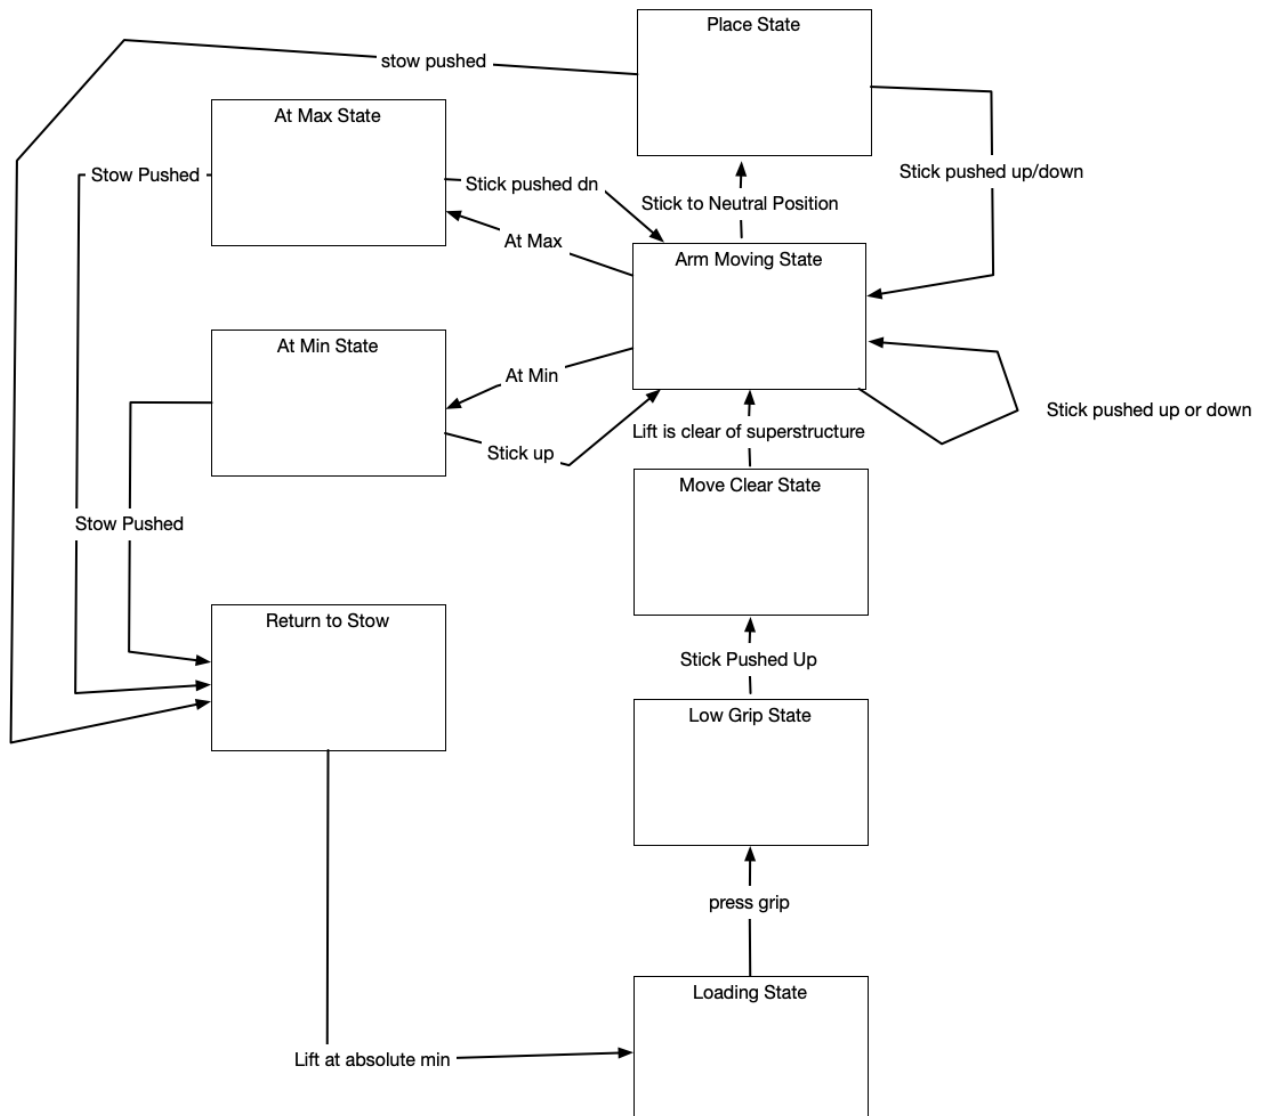 Place State
stow pushed
At Max State
Stow Pushed
Stick pushed dn
Stick pushed up/down
Stick to Neutral Position
At Max
Arm Moving State
At Min State
At Min
Stick pushed up or down
Lift is clear of superstructure
Stick up
Move Clear State
Stow Pushed
Return to Stow
Stick Pushed Up
Low Grip State
press grip
Loading State
Lift at absolute min